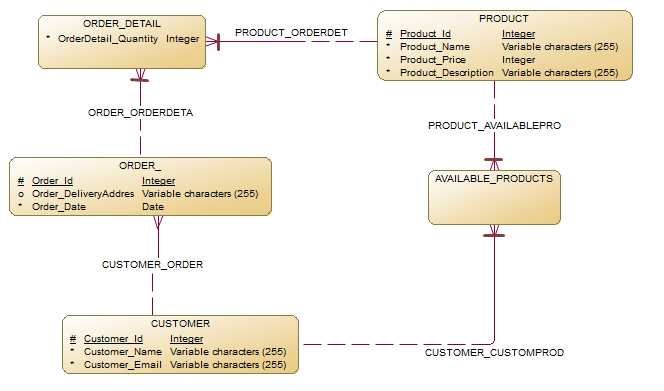 ORDER_DETAIL
* OrderDetail_Quantity Integer
PRODUCT_ORDERDET
PRODUCT
# Product_Id Integer
* Product_Name Variable characters (255)
* Product_Price Integer
* Product_Description Variable characters (255)
ORDER_ORDERDETA
PRODUCT_AVAILABLEPRO
ORDER_
# Order_Id Integer
o Order_DeliveryAddres Variable characters (255)
* Order_Date Date
AVAILABLE_PRODUCTS
CUSTOMER_ORDER
CUSTOMER
# Customer_Id Integer
* Customer_Name Variable characters (255)
* Customer_Email Variable characters (255)
CUSTOMER_CUSTOMPROD